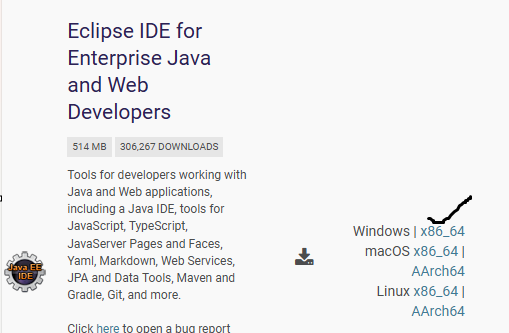 Eclipse IDE for
Enterprise Java
and Web
Developers
514 MB 306,267 DOWNLOADS
Tools for developers working with
Java and Web applications,
including a Java IDE, tools for
JavaScript, TypeScript,
JavaServer Pages and Faces,
Yaml, Markdown, Web Services,
JPA and Data Tools, Maven and
Gradle, Git, and more.
Click here to open a bug report
Java EE
IDE
Windows | x86_64
macOS x86_64 |
AArch64
Linux x86_64 |
AArch64